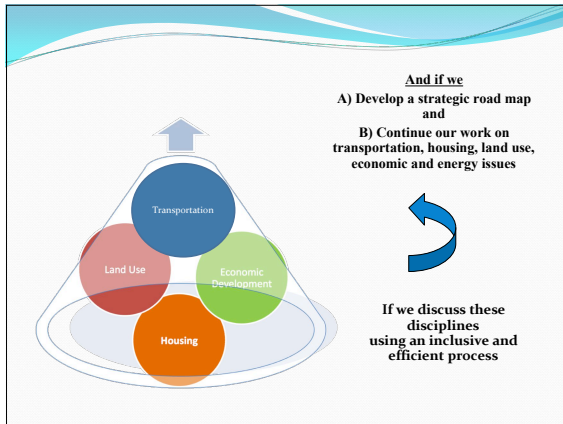 And if we
A) Develop a strategic road map
and
B) Continue our work on
transportation, housing, land use,
economic and energy issues
Transportation
Land Use
Economic
Development
Housing
If we discuss these
disciplines
using an inclusive and
efficient process